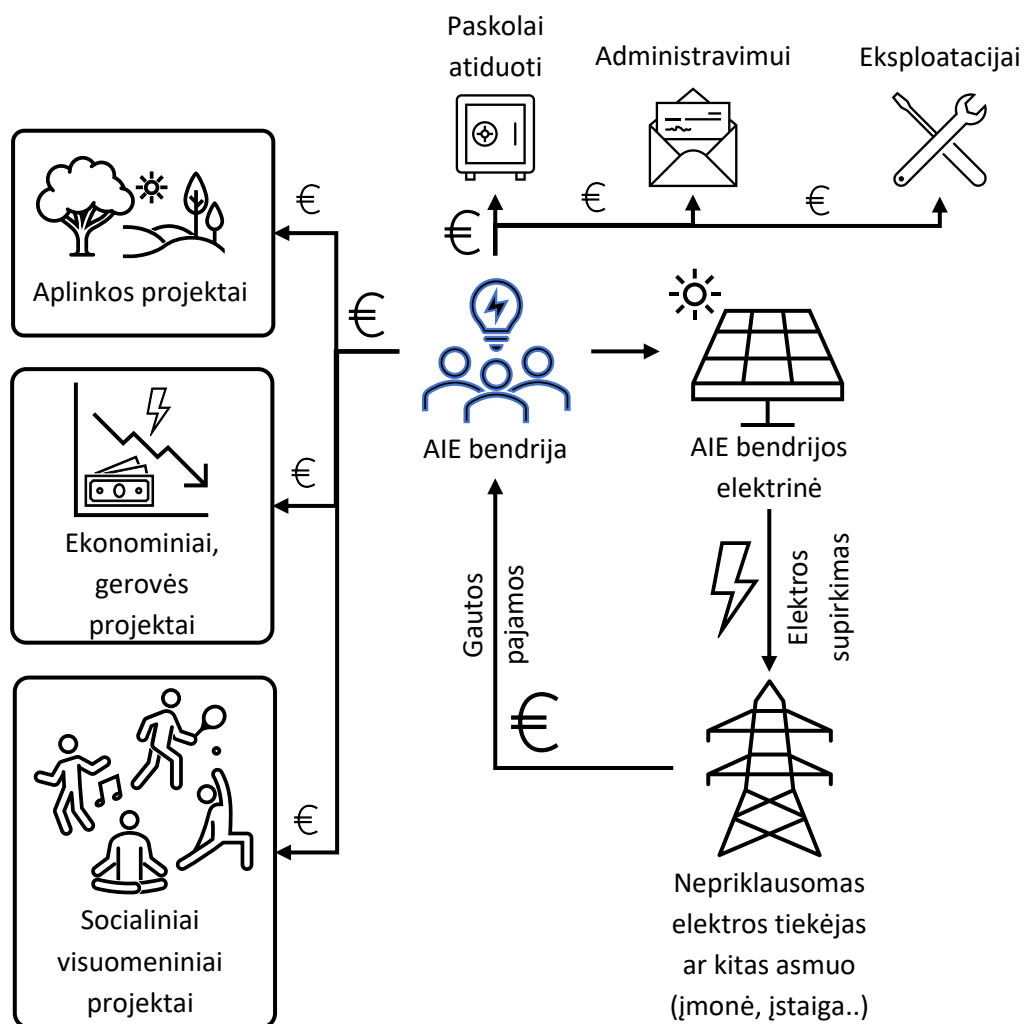 Paskolai
atiduoti
Administravimui
Eksploatacijai
€
€
€
€
€
Aplinkos projektai
AIE bendrija
AIE bendrijos
elektrinė
€
Ekonominiai,
gerovės
projektai
Gautos
pajamos
Elektros
supirkimas
€
€
Socialiniai
visuomeniniai
projektai
Nepriklausomas
elektros tiekėjas
ar kitas asmuo
(įmonė, įstaiga..)